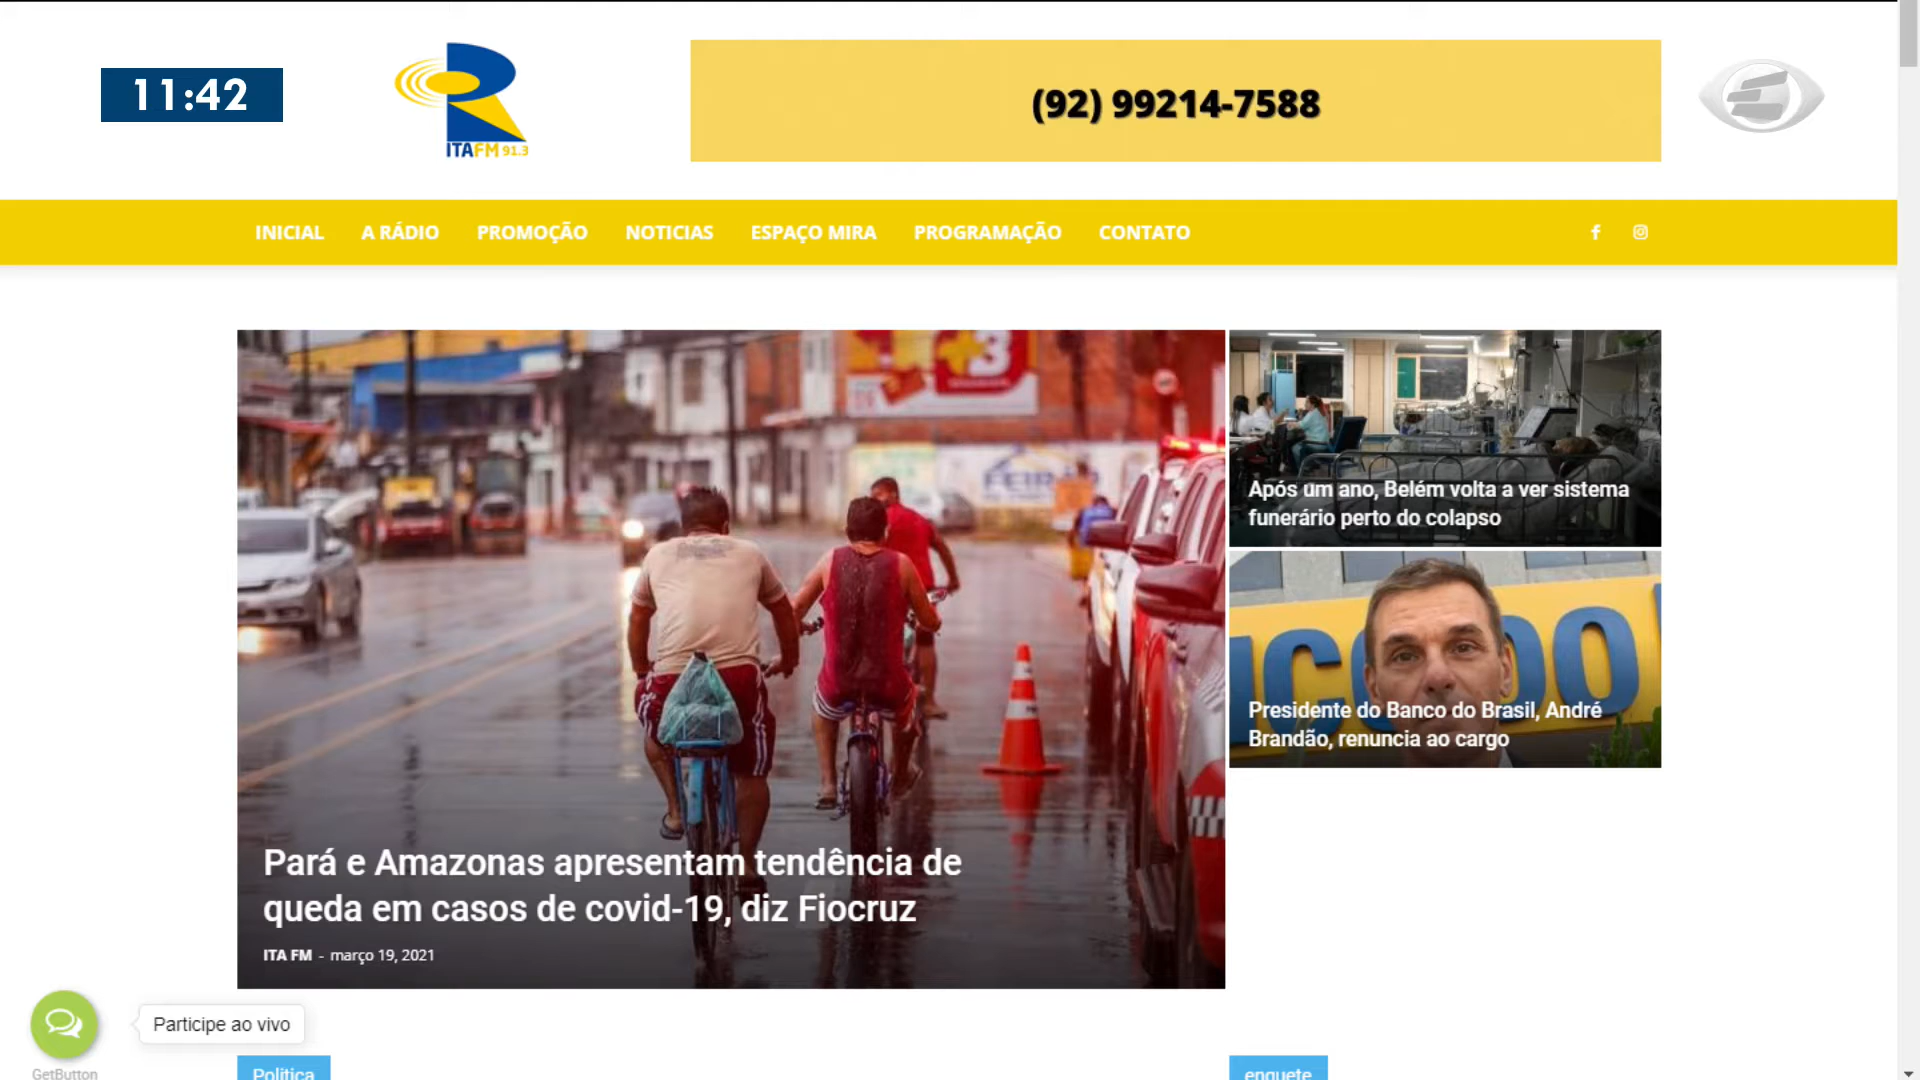 11:42
ITAFM 91.3
(92) 99214-7588
INICIAL A RÁDIO PROMOÇÃO NOTICIAS ESPAÇO MIRA PROGRAMAÇÃO CONTATO
+3
FEIR
Após um ano, Belém volta a ver sistema
funerário perto do colapso
Presidente do Banco do Brasil, André
Brandão, renuncia ao cargo
Pará e Amazonas apresentam tendência de
queda em casos de covid-19, diz Fiocruz
ITA FM - março 19, 2021
Participe ao vivo
GetButton
Política
enquete